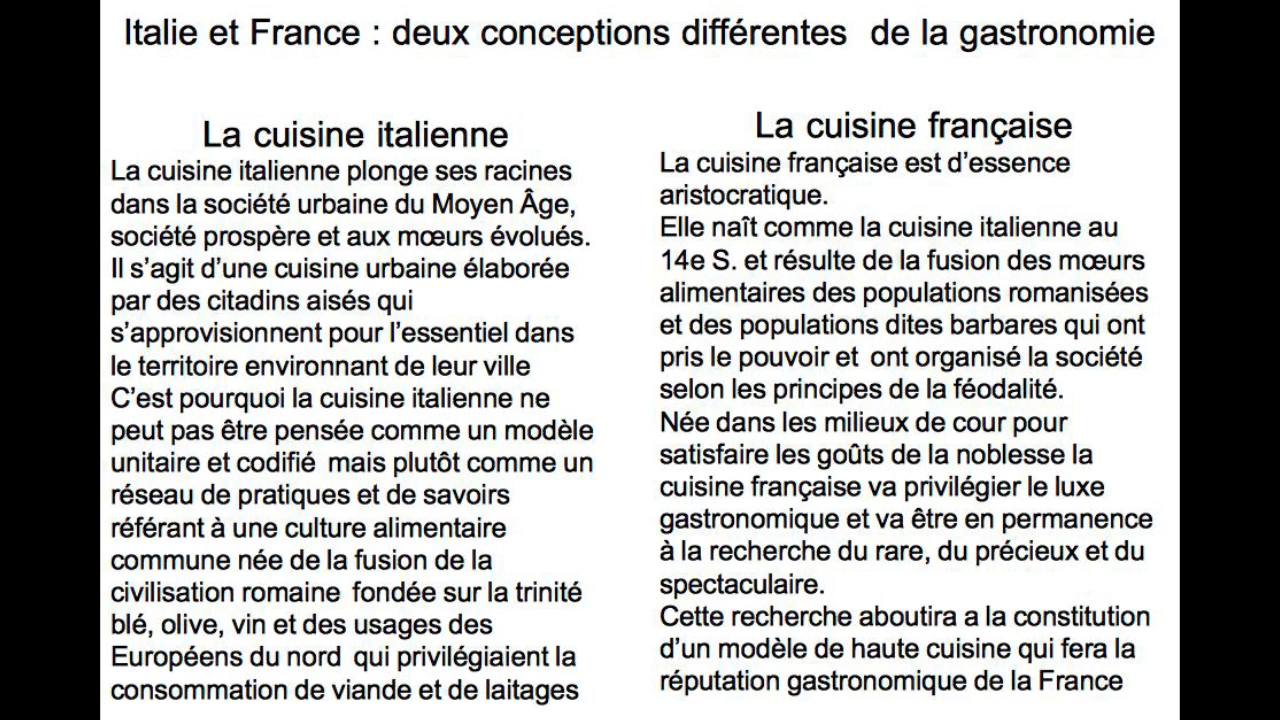 Italie et France : deux conceptions différentes de la gastronomie
La cuisine italienne
La cuisine italienne plonge ses racines
dans la société urbaine du Moyen Âge,
société prospère et aux mœurs évolués.
Il s’agit d’une cuisine urbaine élaborée
par des citadins aisés qui
s’approvisionnent pour l’essentiel dans
le territoire environnant de leur ville
C’est pourquoi la cuisine italienne ne
peut pas être pensée comme un modèle
unitaire et codifié mais plutôt comme un
réseau de pratiques et de savoirs
référant à une culture alimentaire
commune née de la fusion de la
civilisation romaine fondée sur la trinité
blé, olive, vin et des usages des
Européens du nord qui privilégiaient la
consommation de viande et de laitages
La cuisine française
La cuisine française est d’essence
aristocratique.
Elle naît comme la cuisine italienne au
14e S. et résulte de la fusion des mœurs
alimentaires des populations romanisées
et des populations dites barbares qui ont
pris le pouvoir et ont organisé la société
selon les principes de la féodalité.
Née dans les milieux de cour pour
satisfaire les goûts de la noblesse la
cuisine française va privilégier le luxe
gastronomique et va être en permanence
à la recherche du rare, du précieux et du
spectaculaire.
Cette recherche aboutira a la constitution
d’un modèle de haute cuisine qui fera la
réputation gastronomique de la France